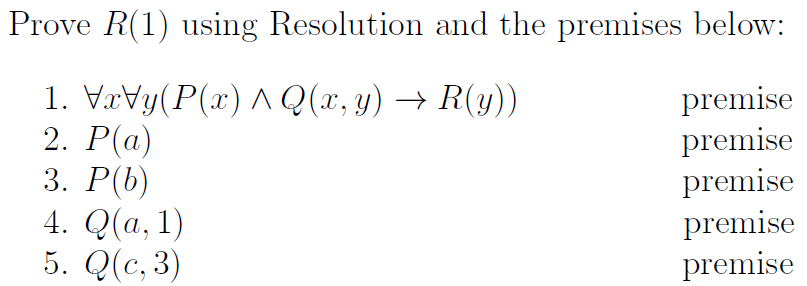 Prove R(1) using Resolution and the premises below:
1. ∀x∀y(P(x) ∧ Q(x, y) → R(y)) premise
2. P(a) premise
3. P(b) premise
4. Q(a, 1) premise
5. Q(c, 3) premise